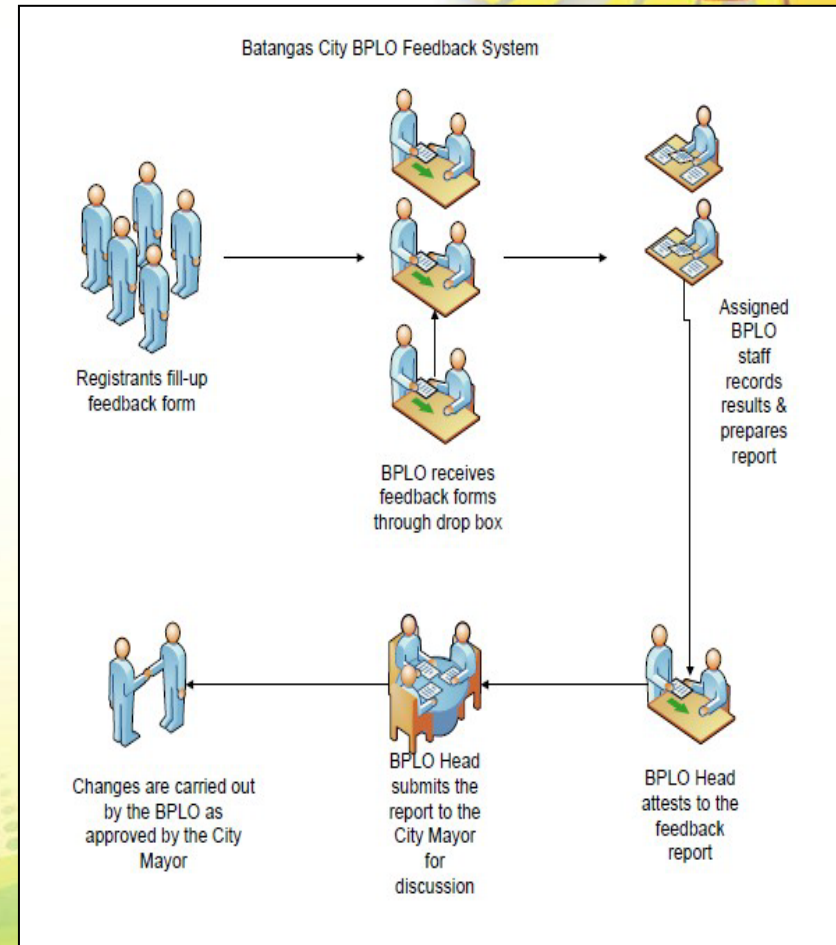 Batangas City BPLO Feedback System
Registrants fill-up
feedback form
BPLO receives
feedback forms
through drop box
Assigned
BPLO
staff
records
results &
prepares
report
BPLO Head
attests to the
feedback
report
BPLO Head
submits the
report to the
City Mayor
for
discussion
Changes are carried out
by the BPLO as
approved by the City
Mayor